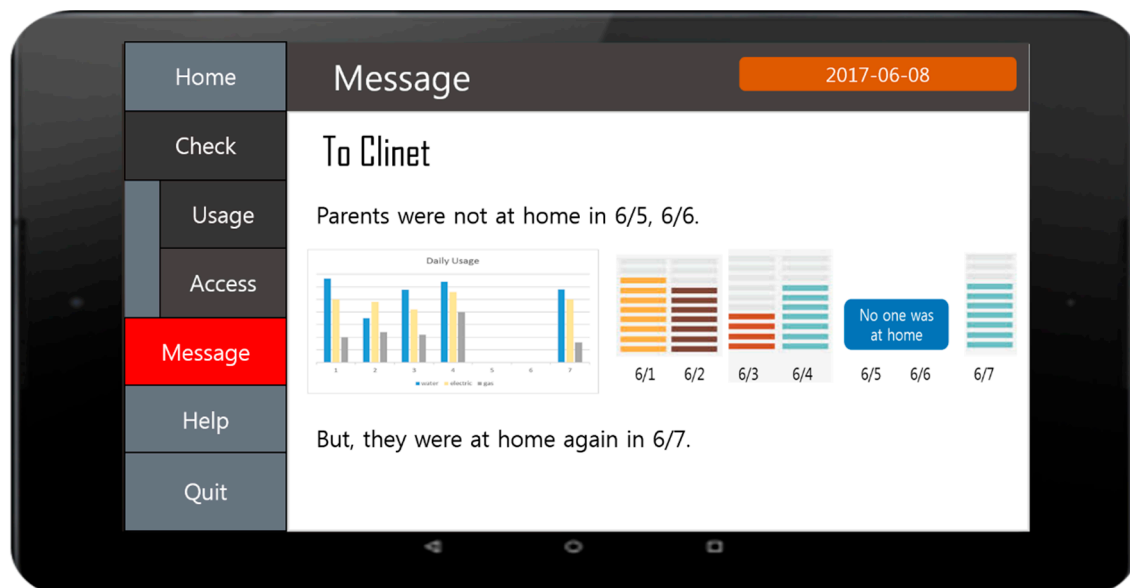 Home
Message
2017-06-08
Check
To Clinet
Usage
Parents were not at home in 6/5, 6/6.
Access
Daily Usage
1 2 3 4 5 6 7
water electric gas
No one was
at home
6/1 6/2 6/3 6/4 6/5 6/6 6/7
Message
Help
But, they were at home again in 6/7.
Quit